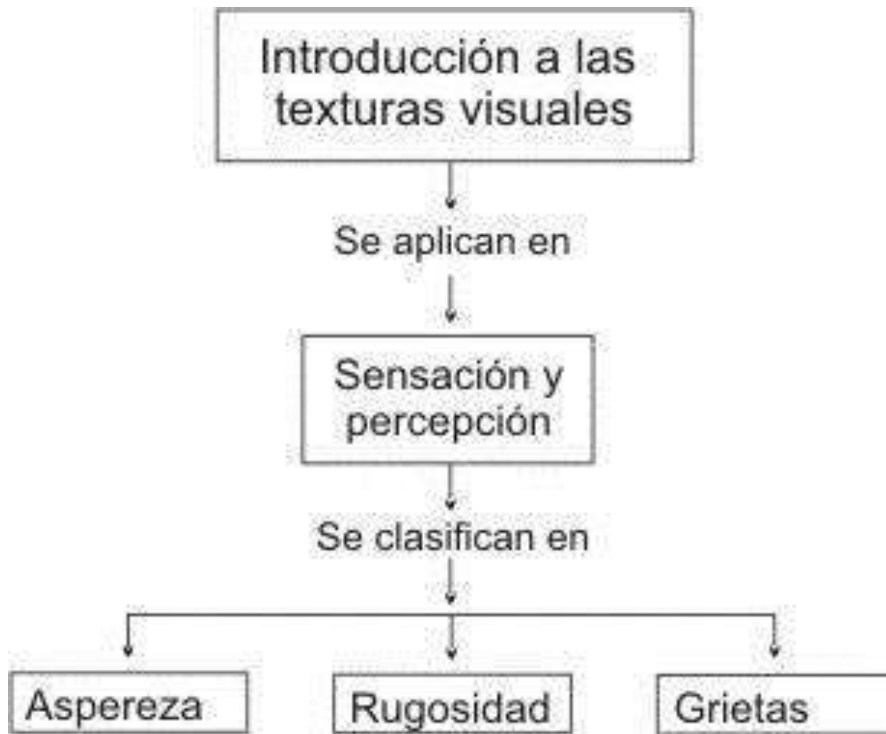 Introducción a las
texturas visuales
Se aplican en
Sensación y
percepción
Se clasifican en
Aspereza
Rugosidad
Grietas